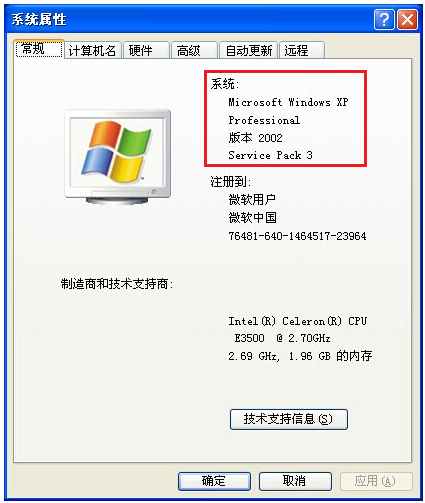 系统属性
常规 计算机名 硬件 高级 自动更新 远程
系统:
Microsoft Windows XP
Professional
版本 2002
Service Pack 3
注册到:
微软用户
微软中国
76481-640-1464517-23964
制造商和技术支持商:
Intel(R) Celeron(R) CPU
E3500 @ 2.70GHz
2.69 GHz, 1.96 GB 的内存
技术支持信息(S)
确定 取消 应用(A)